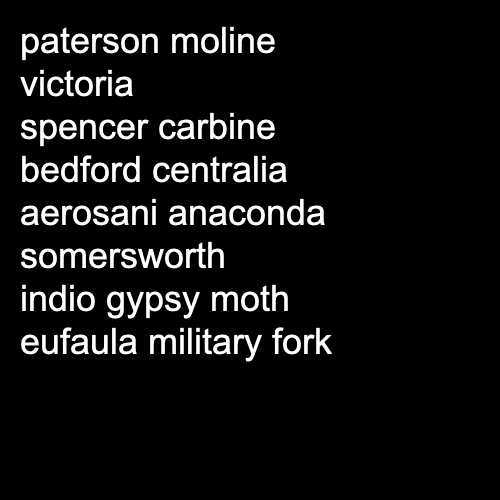 paterson moline
victoria
spencer carbine
bedford centralia
aerosani anaconda
somersworth
indio gypsy moth
eufaula military fork